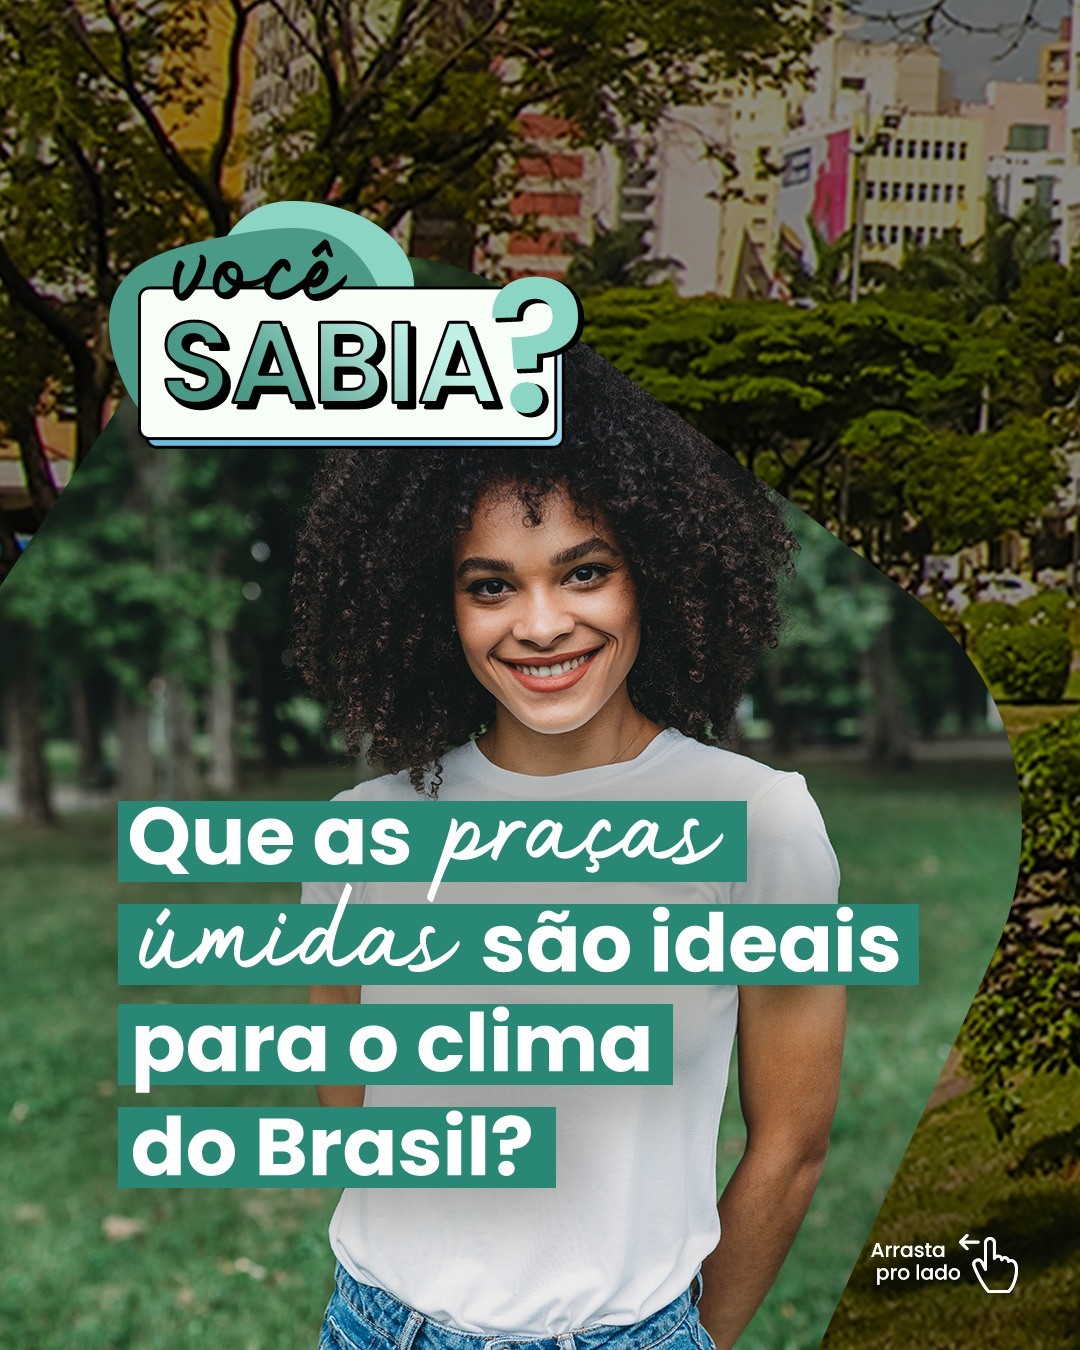 você
SABIA?
Que as praças
úmidas são ideais
para o clima
do Brasil?
Arrasta
pro lado